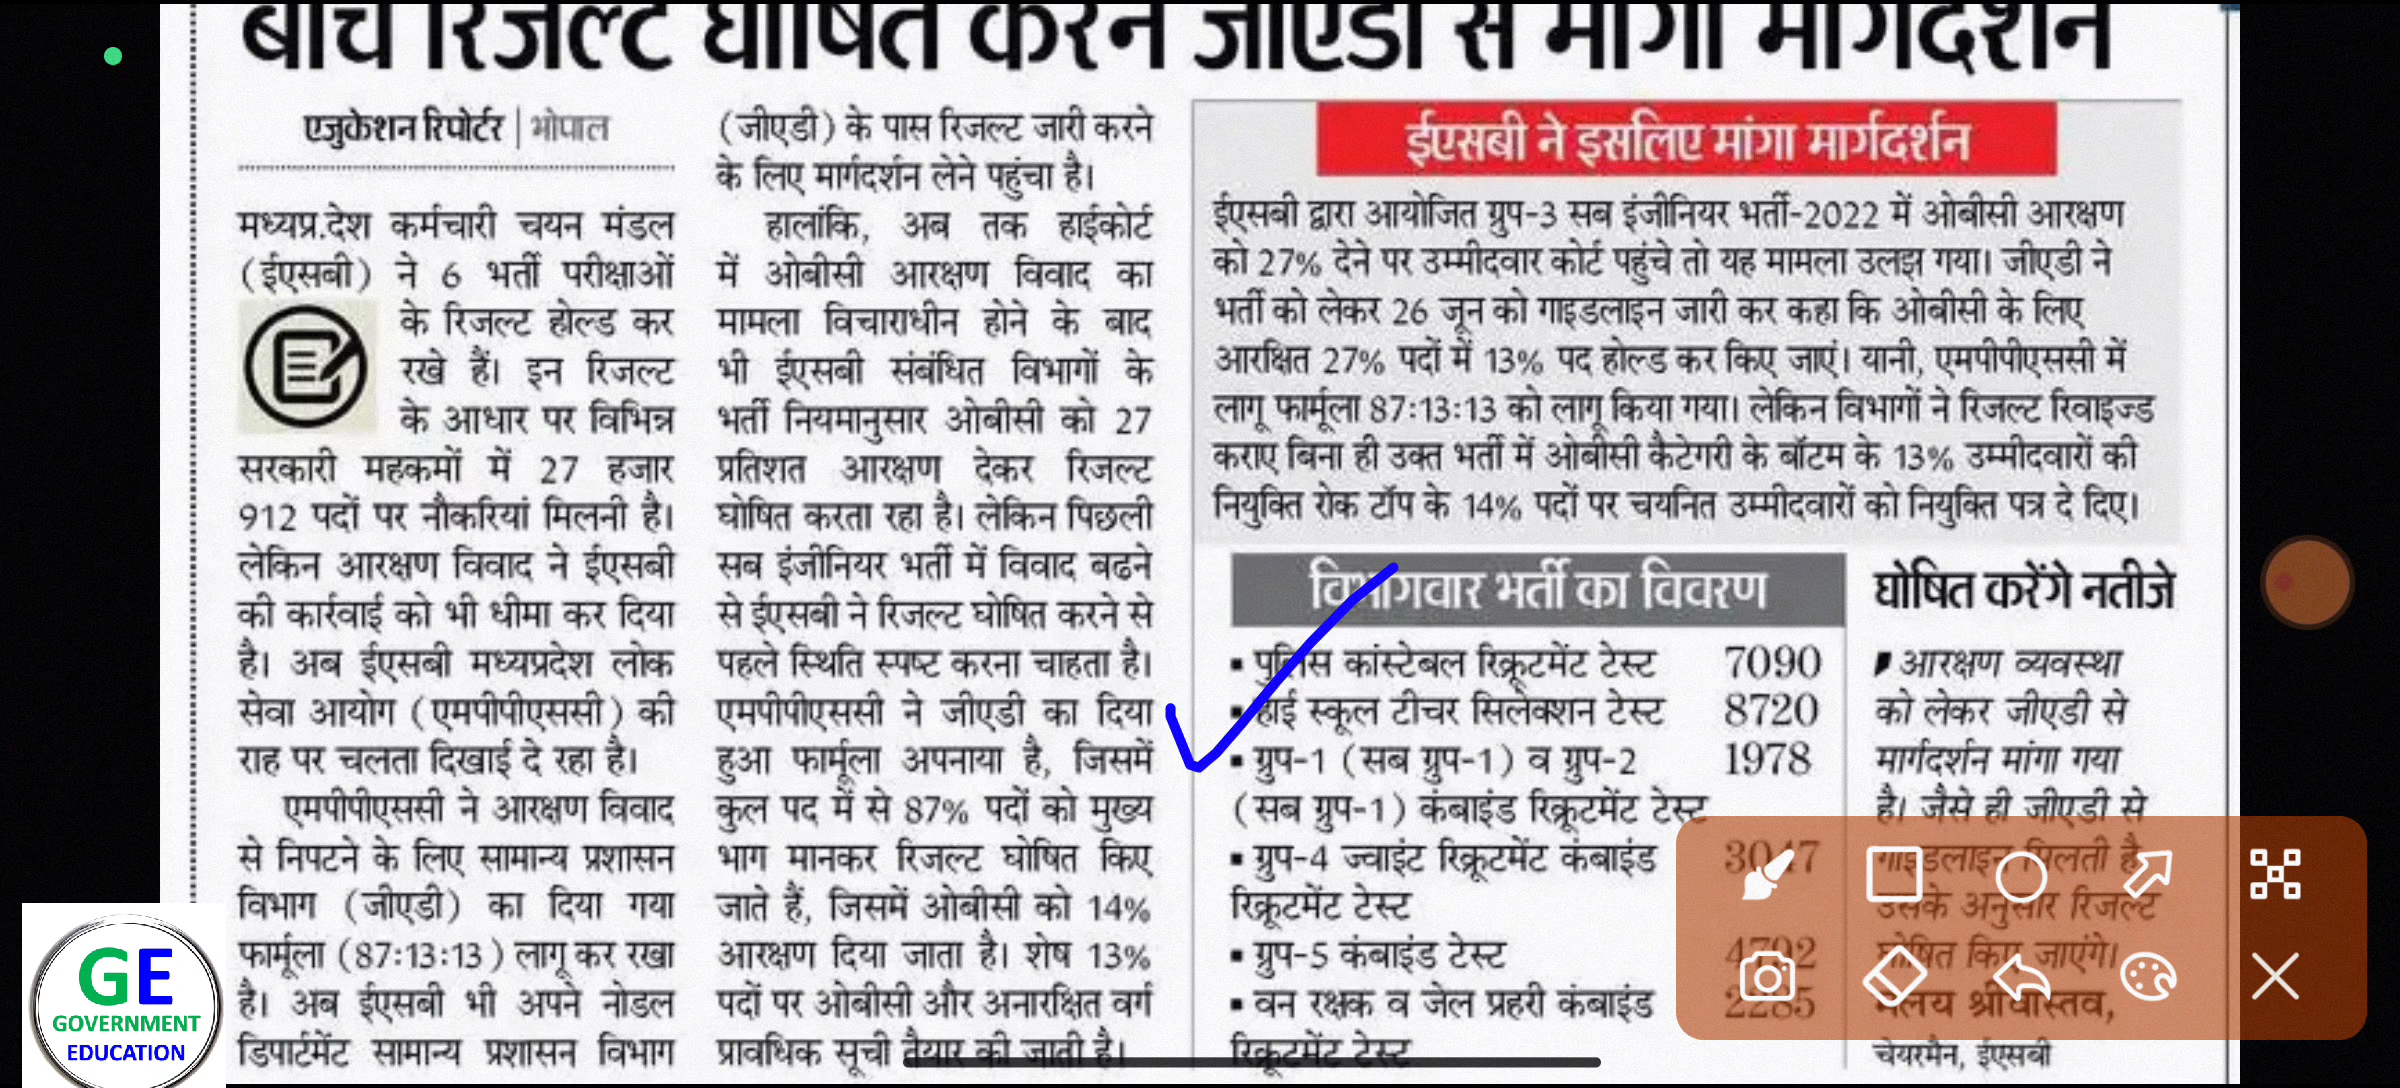 बीच रिजल्ट घोषित करने जीएडी से मांगा मार्गदर्शन
एजुकेशन रिपोर्टर | भोपाल
मध्यप्र.देश कर्मचारी चयन मंडल
(ईएसबी) ने 6 भर्ती परीक्षाओं
के रिजल्ट होल्ड कर
रखे हैं। इन रिजल्ट
के आधार पर विभिन्न
सरकारी महकमों में 27 हजार
912 पदों पर नौकरियां मिलनी है।
लेकिन आरक्षण विवाद ने ईएसबी
की कार्रवाई को भी धीमा कर दिया
है। अब ईएसबी मध्यप्रदेश लोक
सेवा आयोग (एमपीपीएससी) की
राह पर चलता दिखाई दे रहा है।
एमपीपीएससी ने आरक्षण विवाद
से निपटने के लिए सामान्य प्रशासन
विभाग (जीएडी) का दिया गया
फार्मूला (87:13:13) लागू कर रखा
है। अब ईएसबी भी अपने नोडल
डिपार्टमेंट सामान्य प्रशासन विभाग
(जीएडी) के पास रिजल्ट जारी करने
के लिए मार्गदर्शन लेने पहुंचा है।
हालांकि, अब तक हाईकोर्ट
में ओबीसी आरक्षण विवाद का
मामला विचाराधीन होने के बाद
भी ईएसबी संबंधित विभागों के
भर्ती नियमानुसार ओबीसी को 27
प्रतिशत आरक्षण देकर रिजल्ट
घोषित करता रहा है। लेकिन पिछली
सब इंजीनियर भर्ती में विवाद बढने
से ईएसबी ने रिजल्ट घोषित करने से
पहले स्थिति स्पष्ट करना चाहता है।
एमपीपीएससी ने जीएडी का दिया
हुआ फार्मूला अपनाया है, जिसमें
कुल पद में से 87% पदों को मुख्य
भाग मानकर रिजल्ट घोषित किए
जाते हैं, जिसमें ओबीसी को 14%
आरक्षण दिया जाता है। शेष 13%
पदों पर ओबीसी और अनारक्षित वर्ग
प्रावधिक सूची तैयार की जाती है।
ईएसबी ने इसलिए मांगा मार्गदर्शन
ईएसबी द्वारा आयोजित ग्रुप-3 सब इंजीनियर भर्ती-2022 में ओबीसी आरक्षण
को 27% देने पर उम्मीदवार कोर्ट पहुंचे तो यह मामला उलझ गया। जीएडी ने
भर्ती को लेकर 26 जून को गाइडलाइन जारी कर कहा कि ओबीसी के लिए
आरक्षित 27% पदों में 13% पद होल्ड कर किए जाएं। यानी, एमपीपीएससी में
लागू फार्मूला 87:13:13 को लागू किया गया। लेकिन विभागों ने रिजल्ट रिवाइज्ड
कराए बिना ही उक्त भर्ती में ओबीसी कैटेगरी के बॉटम के 13% उम्मीदवारों की
नियुक्ति रोक टॉप के 14% पदों पर चयनित उम्मीदवारों को नियुक्ति पत्र दे दिए।
विभागवार भर्ती का विवरण
▪ पुलिस कांस्टेबल रिक्रूटमेंट टेस्ट 7090
▪ हाई स्कूल टीचर सिलेक्शन टेस्ट 8720
▪ ग्रुप-1 (सब ग्रुप-1) व ग्रुप-2 1978
(सब ग्रुप-1) कंबाइंड रिक्रूटमेंट टेस्ट
▪ ग्रुप-4 ज्वाइंट रिक्रूटमेंट कंबाइंड 3047
रिक्रूटमेंट टेस्ट
▪ ग्रुप-5 कंबाइंड टेस्ट 4792
▪ वन रक्षक व जेल प्रहरी कंबाइंड 2285
रिक्रूटमेंट टेस्ट
घोषित करेंगे नतीजे
आरक्षण व्यवस्था
को लेकर जीएडी से
मार्गदर्शन मांगा गया
है। जैसे ही जीएडी से
गाइडलाइन मिलती है
उसके अनुसार रिजल्ट
घोषित किए जाएंगे।
मलय श्रीवास्तव,
चेयरमैन, ईएसबी
GE
GOVERNMENT
EDUCATION